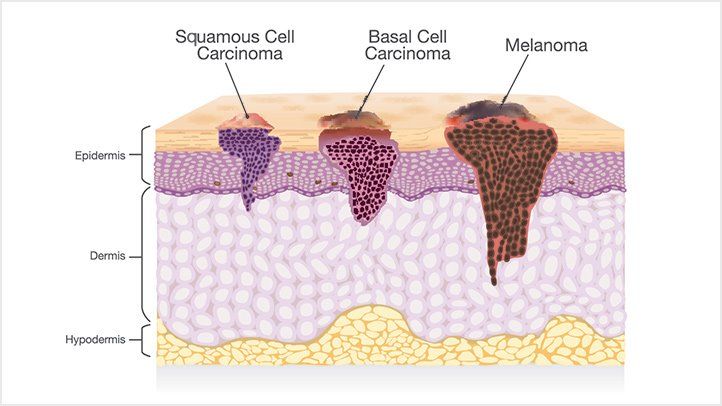 Squamous Cell
Carcinoma
Basal Cell
Carcinoma
Melanoma
Epidermis
Dermis
Hypodermis